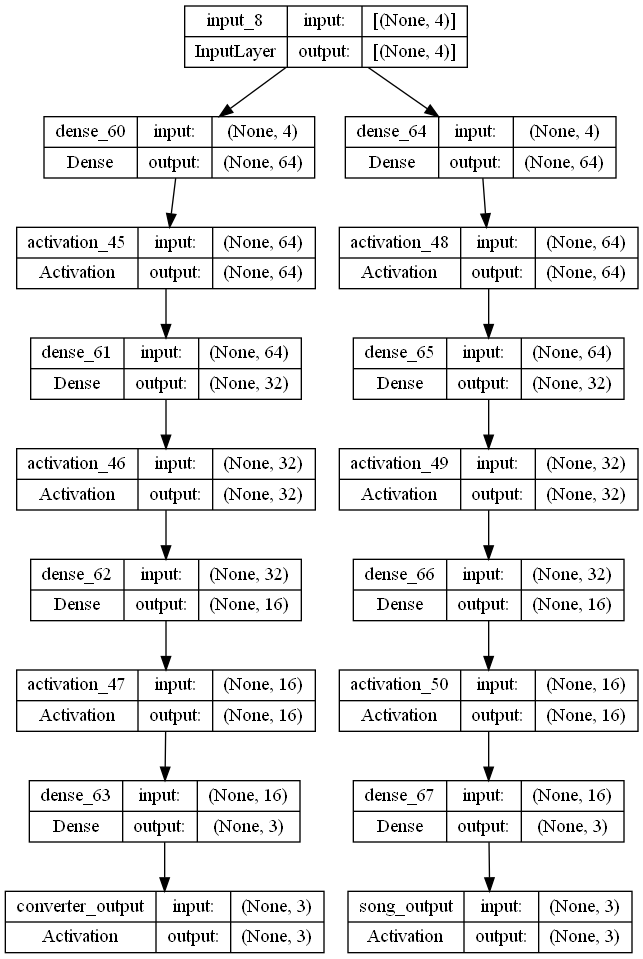 input_8 input: [(None, 4)]
InputLayer output: [(None, 4)]
dense_60 input: (None, 4)
Dense output: (None, 64)
dense_64 input: (None, 4)
Dense output: (None, 64)
activation_45 input: (None, 64)
Activation output: (None, 64)
activation_48 input: (None, 64)
Activation output: (None, 64)
dense_61 input: (None, 64)
Dense output: (None, 32)
dense_65 input: (None, 64)
Dense output: (None, 32)
activation_46 input: (None, 32)
Activation output: (None, 32)
activation_49 input: (None, 32)
Activation output: (None, 32)
dense_62 input: (None, 32)
Dense output: (None, 16)
dense_66 input: (None, 32)
Dense output: (None, 16)
activation_47 input: (None, 16)
Activation output: (None, 16)
activation_50 input: (None, 16)
Activation output: (None, 16)
dense_63 input: (None, 16)
Dense output: (None, 3)
dense_67 input: (None, 16)
Dense output: (None, 3)
converter_output input: (None, 3)
Activation output: (None, 3)
song_output input: (None, 3)
Activation output: (None, 3)